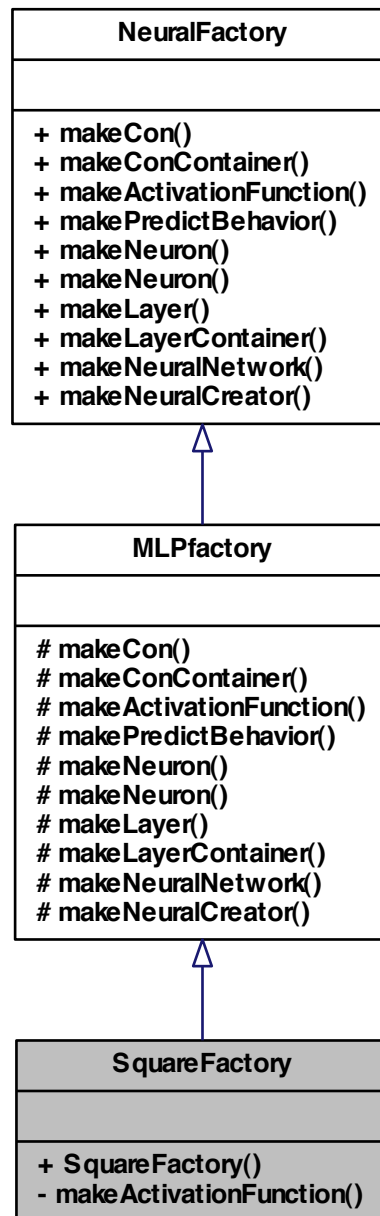 NeuralFactory
+ makeCon()
+ makeConContainer()
+ makeActivationFunction()
+ makePredictBehavior()
+ makeNeuron()
+ makeNeuron()
+ makeLayer()
+ makeLayerContainer()
+ makeNeuralNetwork()
+ makeNeuralCreator()
MLPfactory
# makeCon()
# makeConContainer()
# makeActivationFunction()
# makePredictBehavior()
# makeNeuron()
# makeNeuron()
# makeLayer()
# makeLayerContainer()
# makeNeuralNetwork()
# makeNeuralCreator()
SquareFactory
+ SquareFactory()
- makeActivationFunction()